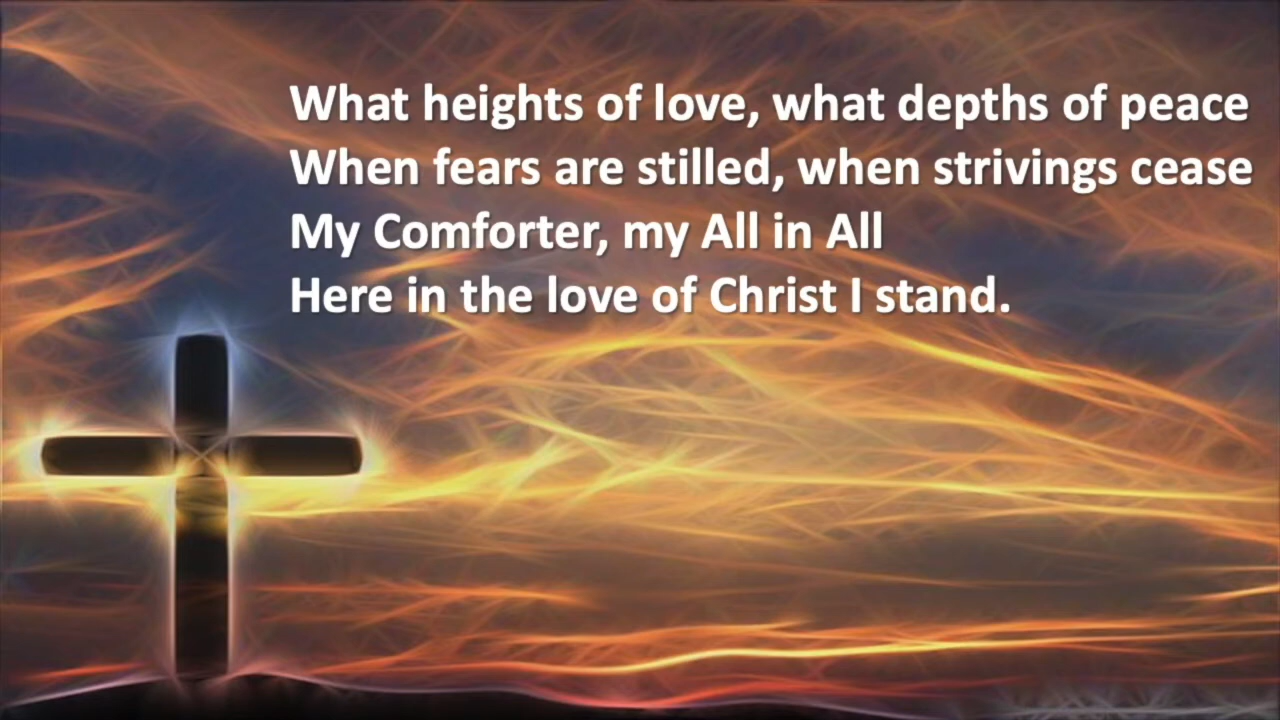 What heights of love, what depths of peace
When fears are stilled, when strivings cease
My Comforter, my All in All
Here in the love of Christ I stand.